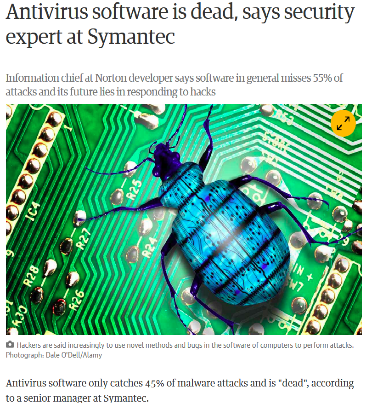 Antivirus software is dead, says security
expert at Symantec
Information chief at Norton developer says software in general misses 55% of
attacks and its future lies in responding to hacks
IC4
R25
R24
R27
R28
R26
R30
IN +
Hackers are said increasingly to use novel methods and bugs in the software of computers to perform attacks.
Photograph: Dale O'Dell/Alamy
Antivirus software only catches 45% of malware attacks and is "dead", according
to a senior manager at Symantec.